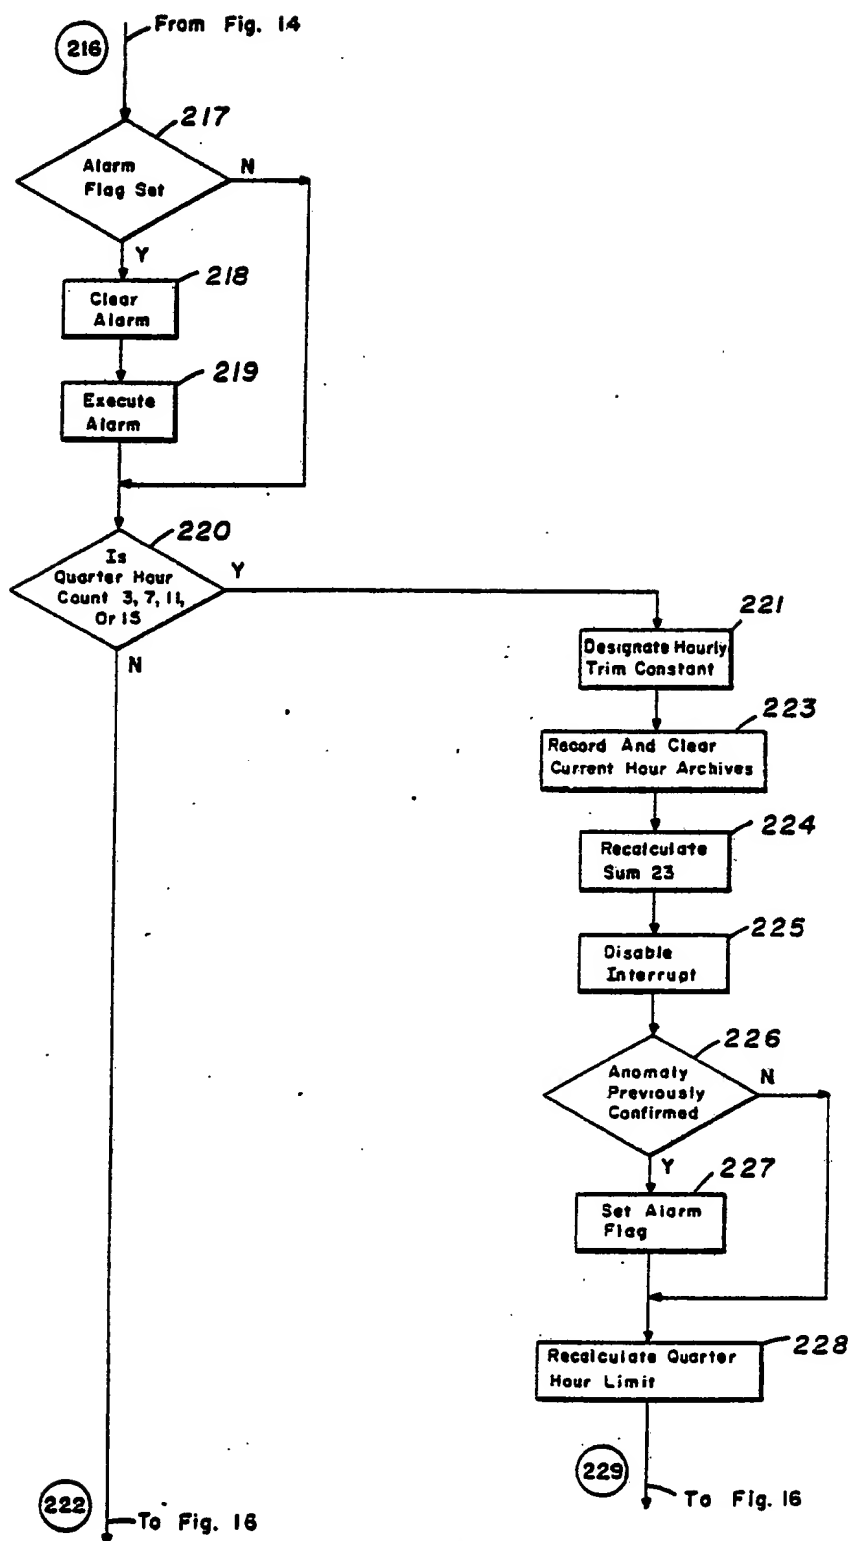 From Fig. 14
216
217
Alarm
Flag Set
N
Y
218
Clear
Alarm
219
Execute
Alarm
220
Is
Quarter Hour
Count 3, 7, 11,
Or 15
Y
N
221
Designate Hourly
Trim Constant
223
Record And Clear
Current Hour Archives
224
Recalculate
Sum 23
225
Disable
Interrupt
226
Anomaly
Previously
Confirmed
N
Y
227
Set Alarm
Flag
228
Recalculate Quarter
Hour Limit
229
To Fig. 16
222
To Fig. 16